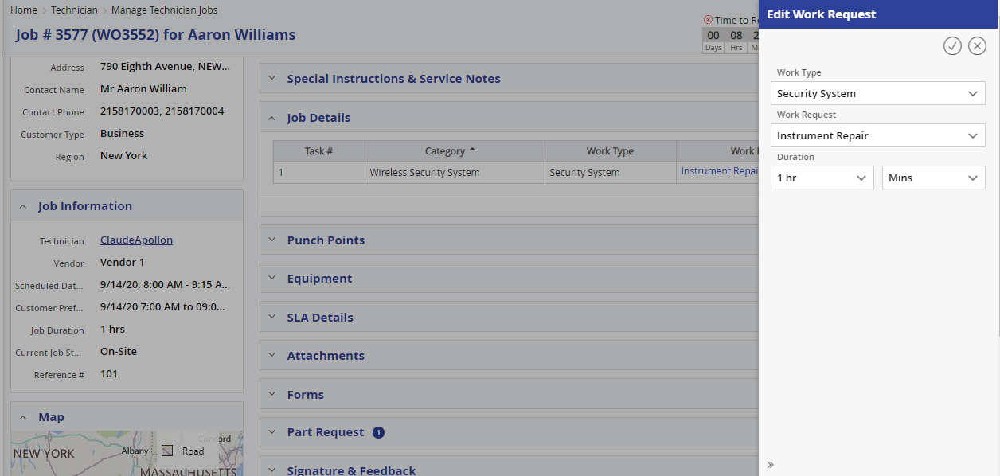 Home > Technician > Manage Technician Jobs
Job # 3577 (WO3552) for Aaron Williams
Time to Re
00 08 2
Days Hrs M
Address 790 Eighth Avenue, NEW...
Contact Name Mr Aaron William
Contact Phone 2158170003, 2158170004
Customer Type Business
Region New York
Job Information
Technician ClaudeApollon
Vendor Vendor 1
Scheduled Dat... 9/14/20, 8:00 AM - 9:15 A...
Customer Pref... 9/14/20 7:00 AM to 09:0...
Job Duration 1 hrs
Current Job St... On-Site
Reference # 101
Map
NEW YORK
Albany
Concord
Road
MASSACHUSETTS
Special Instructions & Service Notes
Job Details
Task # Category Work Type Work
1 Wireless Security System Security System Instrument Repai
Punch Points
Equipment
SLA Details
Attachments
Forms
Part Request 1
Signature & Feedback
Edit Work Request
Work Type
Security System
Work Request
Instrument Repair
Duration
1 hr Mins